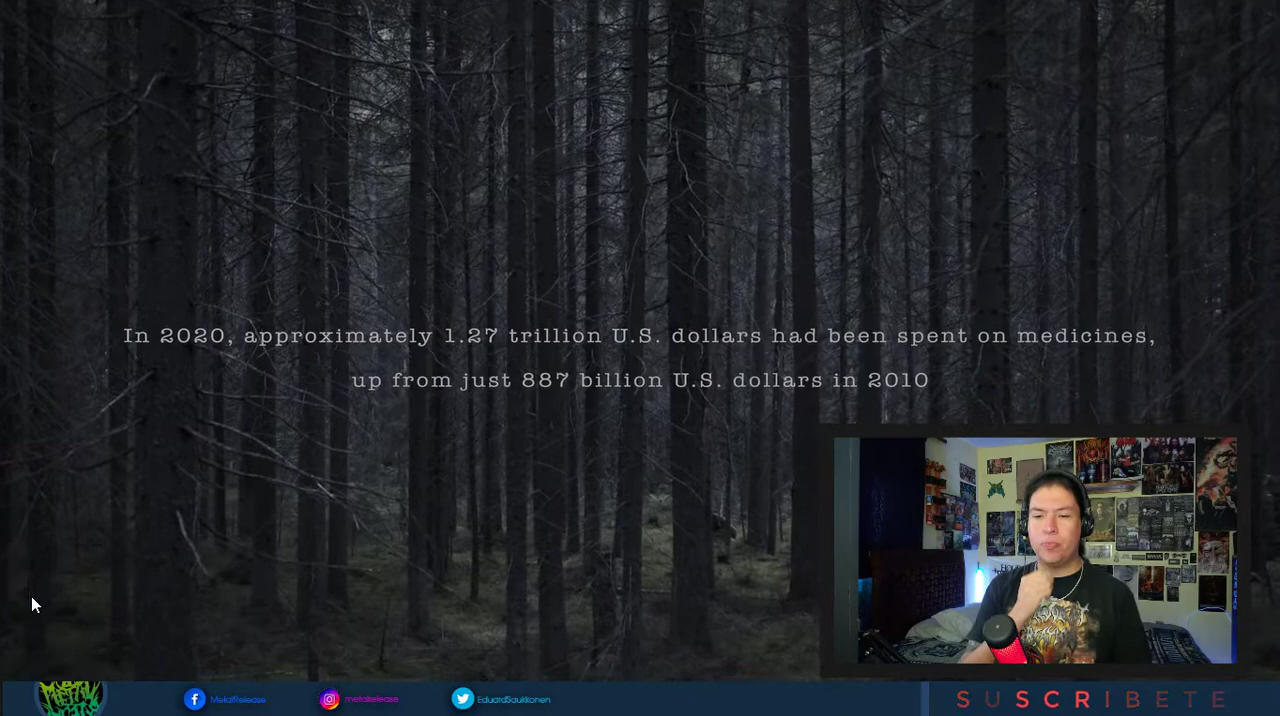 In 2020, approximately 1.27 trillion U.S. dollars had been spent on medicines,
up from just 887 billion U.S. dollars in 2010
MetalRelease
metalrelease
EduardSaukkonen
SUSCRIBETE